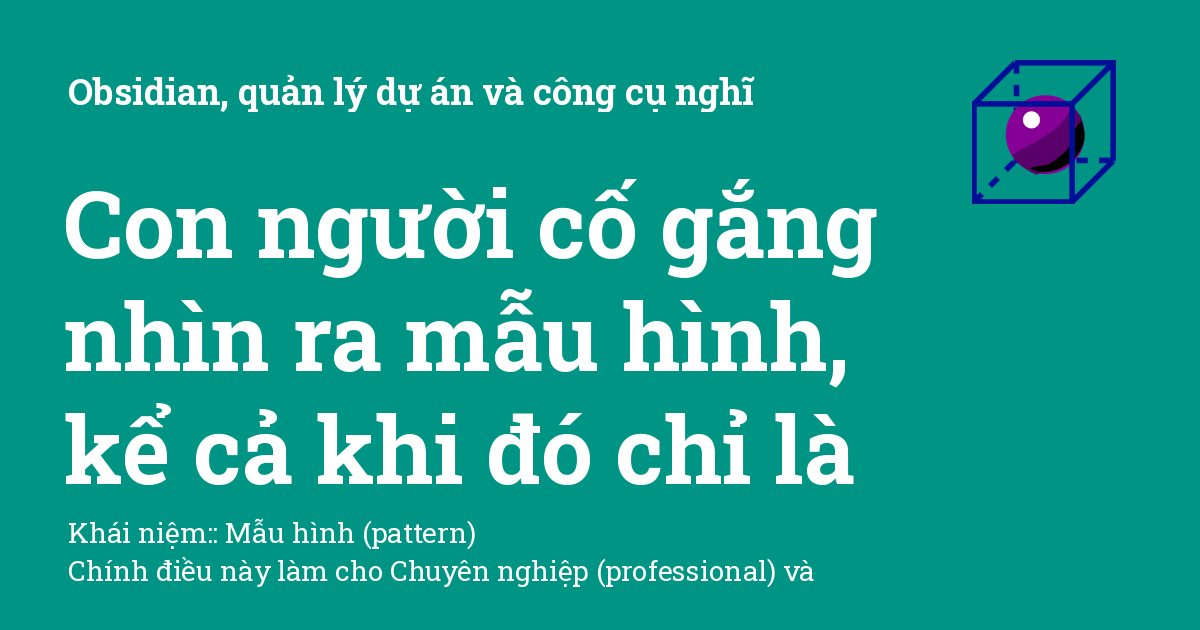 Obsidian, quản lý dự án và công cụ nghĩ
Con người cố gắng
nhìn ra mẫu hình,
kể cả khi đó chỉ là
Khái niệm:: Mẫu hình (pattern)
Chính điều này làm cho Chuyên nghiệp (professional) và